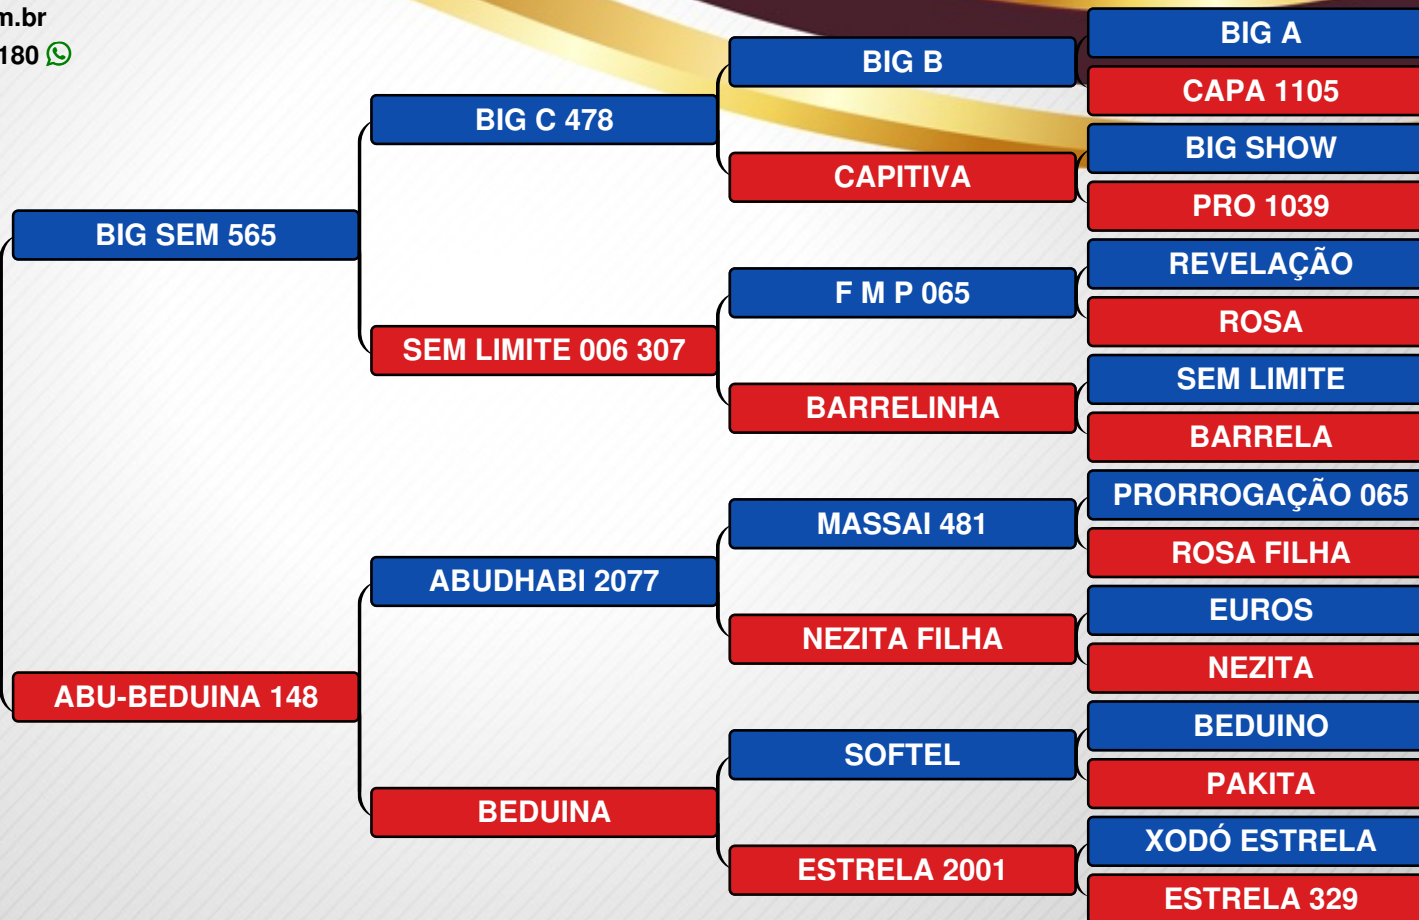 m.br
180
BIG SEM 565
ABU-BEDUINA 148
BIG C 478
SEM LIMITE 006 307
ABUDHABI 2077
BEDUINA
BIG B
CAPITIVA
F M P 065
BARRELINHA
MASSAI 481
NEZITA FILHA
SOFTEL
ESTRELA 2001
BIG A
CAPA 1105
BIG SHOW
PRO 1039
REVELAÇÃO
ROSA
SEM LIMITE
BARRELA
PRORROGAÇÃO 065
ROSA FILHA
EUROS
NEZITA
BEDUINO
PAKITA
XODÓ ESTRELA
ESTRELA 329